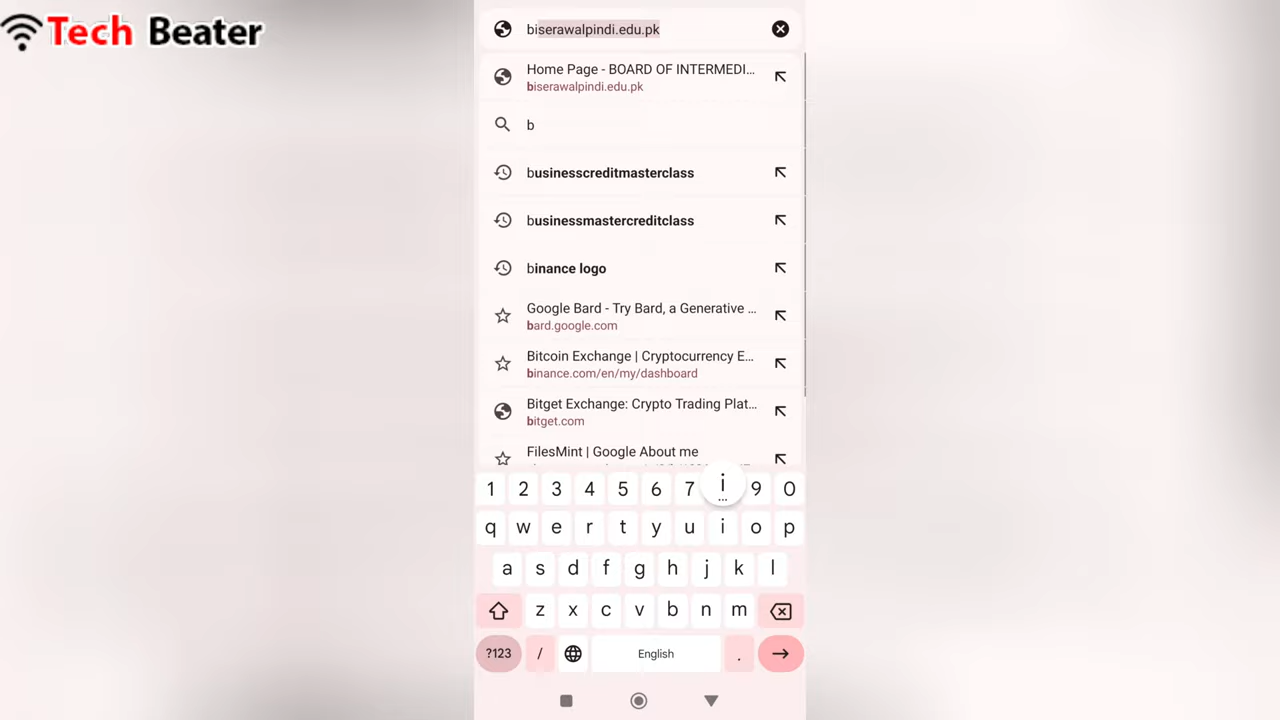 Tech Beater
biserawalpindi.edu.pk
Home Page - BOARD OF INTERMEDI...
biserawalpindi.edu.pk
b
businesscreditmasterclass
businessmastercreditclass
binance logo
Google Bard - Try Bard, a Generative ...
bard.google.com
Bitcoin Exchange | Cryptocurrency E...
binance.com/en/my/dashboard
Bitget Exchange: Crypto Trading Plat...
bitget.com
FilesMint | Google About me
1 2 3 4 5 6 7 i ... 9 0
q w e r t y u i o p
a s d f g h j k l
z x c v b n m
?123 / English .